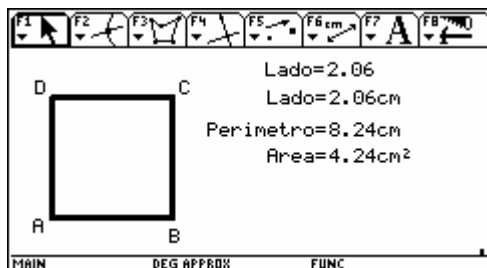 F1 F2 F3 F4 F5 F6 cm F7 A F8
Lado=2.06
D C
Lado=2.06cm
Perimetro=8.24cm
Area=4.24cm²
A B
MAIN DEG APPROX FUNC